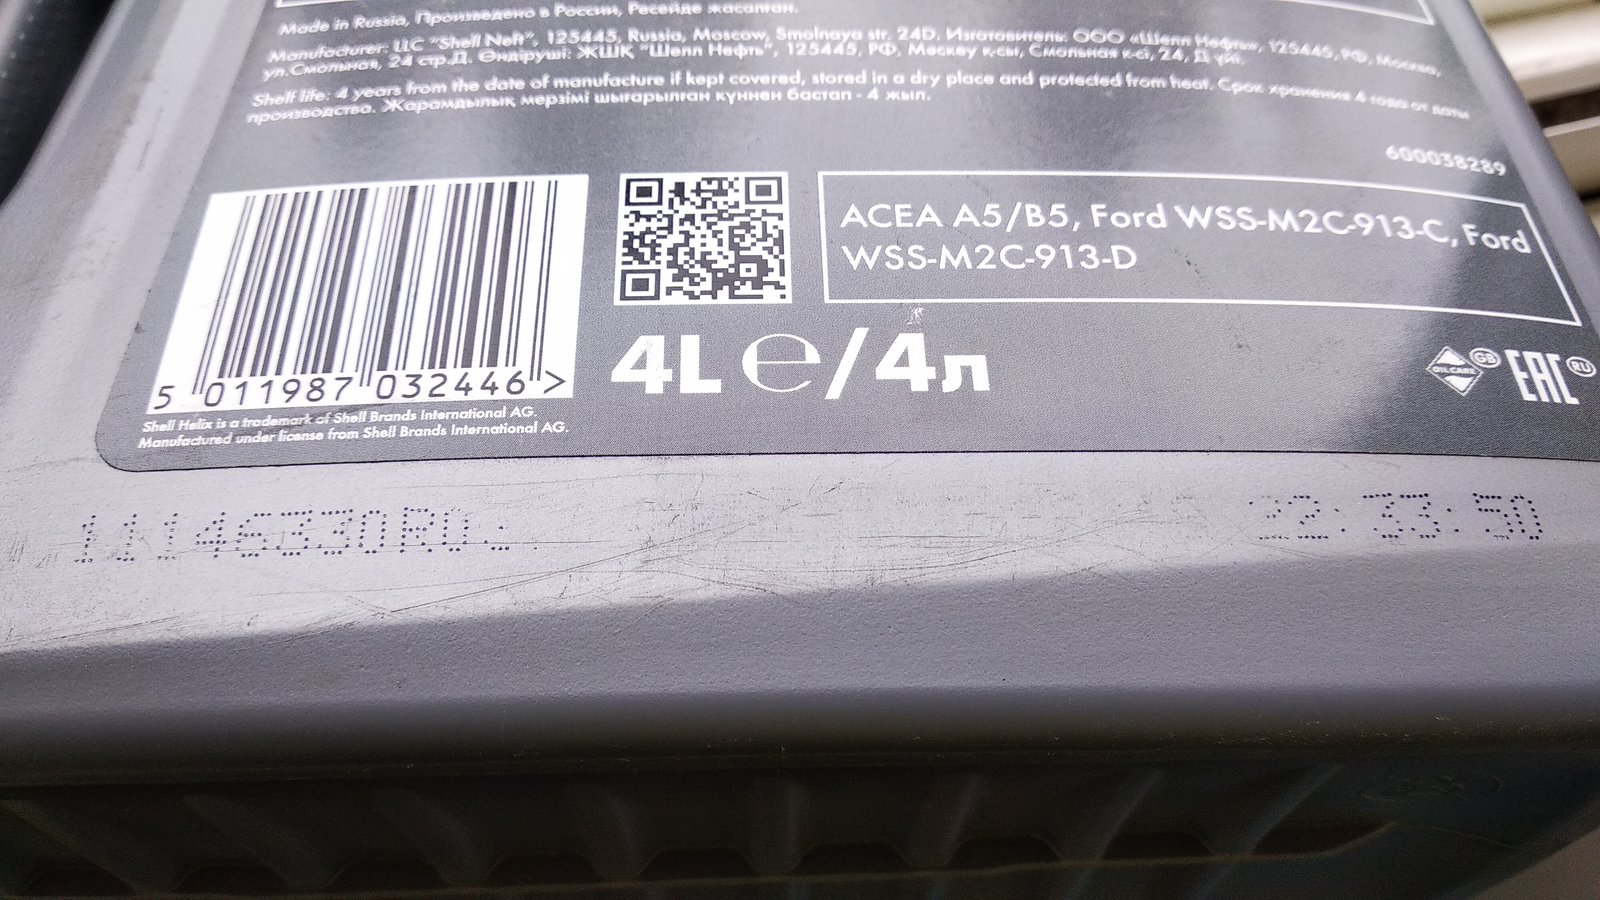 Made in Russia, Произведено в России, Ресейде жасалған.
Manufacturer: LLC "Shell Neft", 125445, Russia, Moscow, Smolnaya str. 24D. Изготовитель: ООО «Шелл Нефть», 125445, РФ, Москва,
ул.Смольная, 24 стр.Д. Өндіруші: ЖШҚ "Шелл Нефть", 125445, РФ, Мәскеу қ-сы, Смольная к-сі, 24, Д үйі.
Shelf life: 4 years from the date of manufacture if kept covered, stored in a dry place and protected from heat. Срок хранения 4 года от даты
производства. Жарамдылық мерзімі шығарылған күннен бастап - 4 жыл.
600038289
ACEA A5/B5, Ford WSS-M2C-913-C, Ford
WSS-M2C-913-D
4L e/4л
OILCARE GB EAC RU
5 011987 032446 >
Shell Helix is a trademark of Shell Brands International AG.
Manufactured under license from Shell Brands International AG.
22:33:50